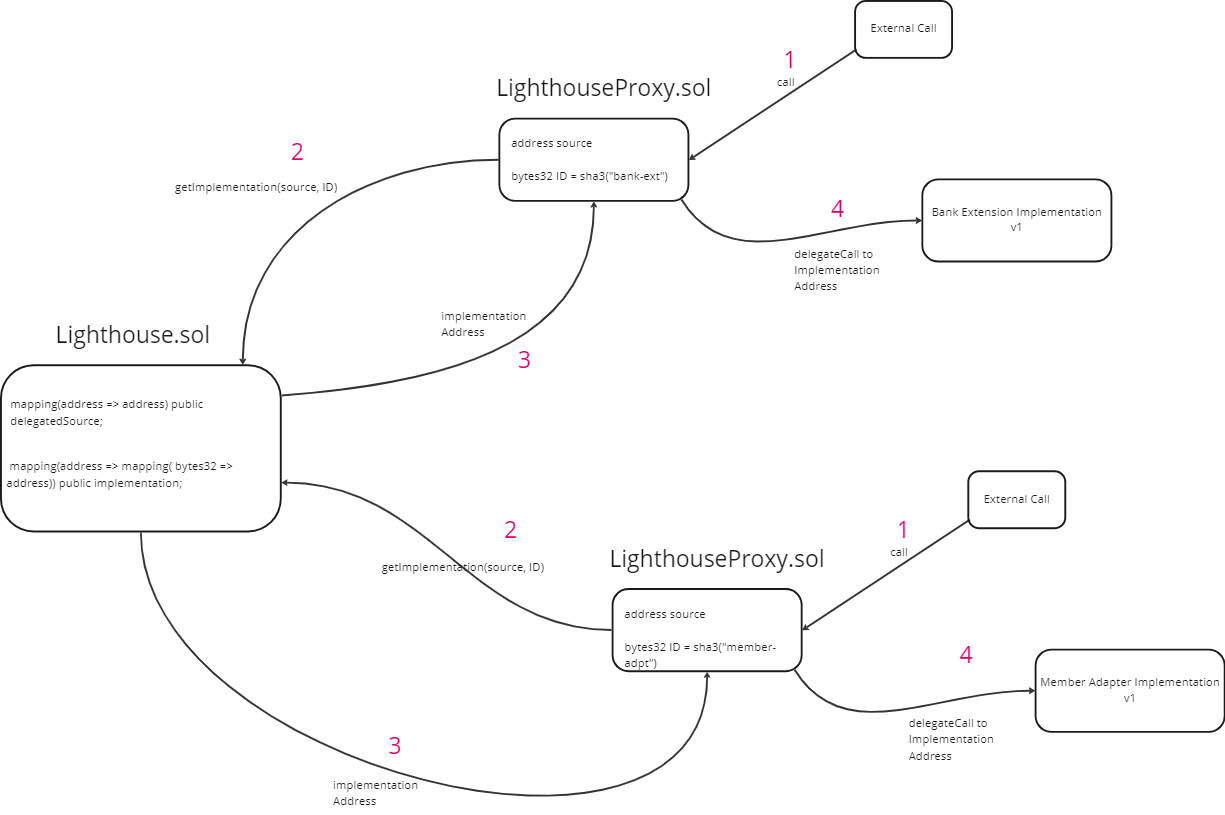 External Call
1
call
LighthouseProxy.sol
address source
bytes32 ID = sha3("bank-ext")
2
getImplementation(source, ID)
4
Bank Extension Implementation
v1
delegateCall to
Implementation
Address
implementation
Address
3
Lighthouse.sol
mapping(address => address) public
delegatedSource;
mapping(address => mapping( bytes32 =>
address)) public implementation;
External Call
1
call
2
getImplementation(source, ID)
LighthouseProxy.sol
address source
bytes32 ID = sha3("member-
adpt")
4
Member Adapter Implementation
v1
delegateCall to
Implementation
Address
3
implementation
Address